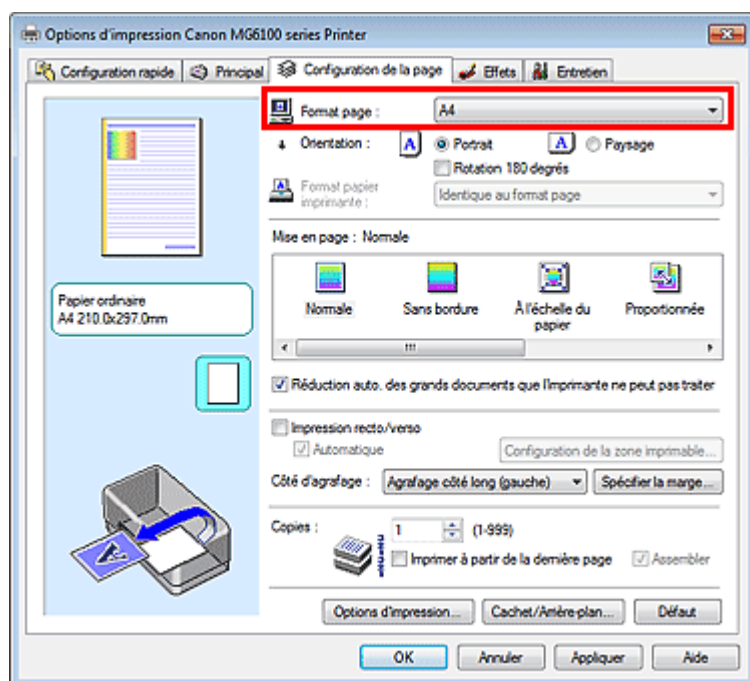 Options d'impression Canon MG6100 series Printer
Configuration rapide Principal Configuration de la page Effets Entretien
Format page : A4
Orientation : A Portrait A Paysage
Rotation 180 degrés
Format papier imprimante : Identique au format page
Mise en page : Normale
Normale Sans bordure À l'échelle du papier Proportionnée
Papier ordinaire
A4 210.0x297.0mm
Réduction auto. des grands documents que l'imprimante ne peut pas traiter
Impression recto/verso
Automatique Configuration de la zone imprimable...
Côté d'agrafage : Agrafage côté long (gauche) Spécifier la marge...
Copies : 1 (1-999)
Imprimer à partir de la dernière page Assembler
Options d'impression... Cachet/Arrière-plan... Défaut
OK Annuler Appliquer Aide